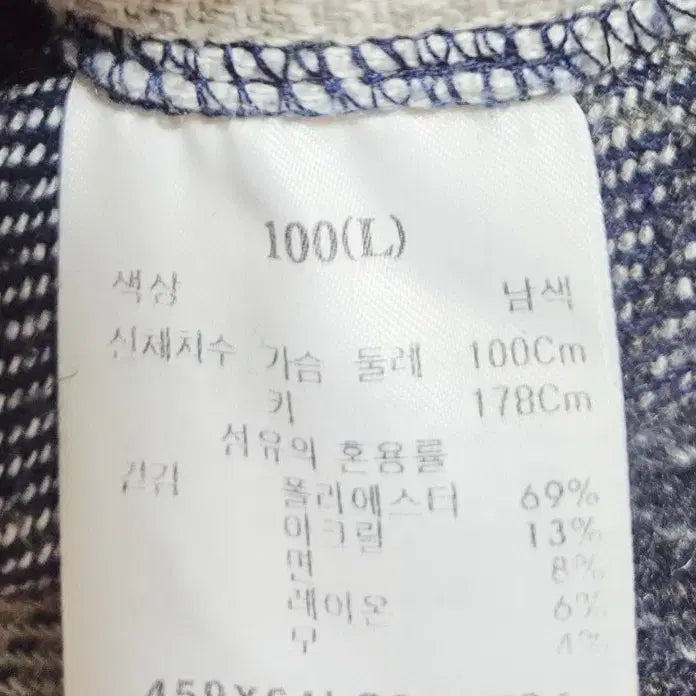 100(L)
색상 남색
신체치수 가슴 둘레 100Cm
키 178Cm
섬유의 혼용률
겉감 폴리에스터 69%
아크릴 13%
면 8%
레이온 6%
모 4%